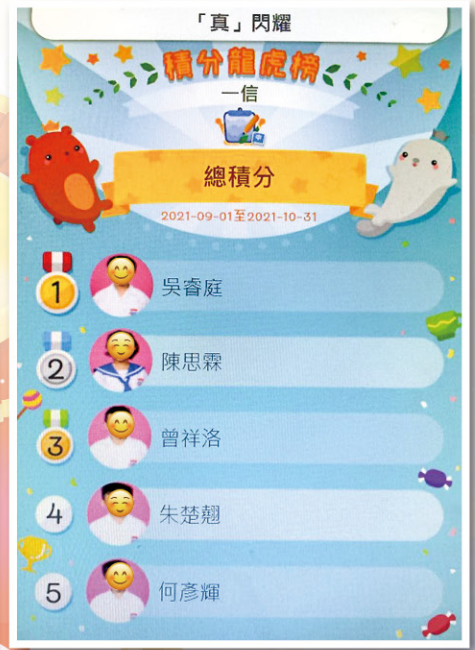 「真」閃耀
積分龍虎榜
一信
總積分
2021-09-01至2021-10-31
1 吳睿庭
2 陳思霖
3 曾祥洛
4 朱楚翹
5 何彥輝